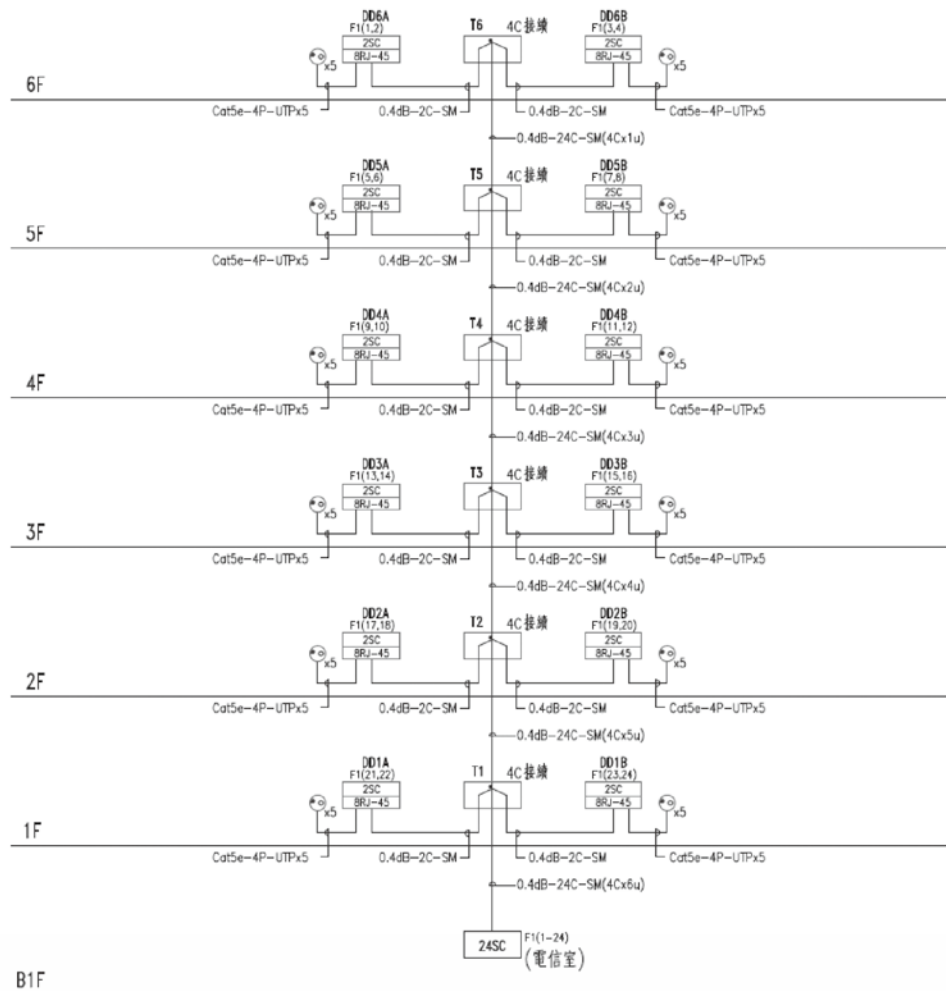 DD6A T6 4C接續 DD6B
F1(1,2) F1(3,4)
2SC 2SC
8RJ-45 8RJ-45
x5 x5
6F
Cat5e-4P-UTPx5 0.4dB-2C-SM 0.4dB-2C-SM Cat5e-4P-UTPx5
0.4dB-24C-SM(4Cx1u)
DD5A T5 4C接續 DD5B
F1(5,6) F1(7,8)
2SC 2SC
8RJ-45 8RJ-45
x5 x5
5F
Cat5e-4P-UTPx5 0.4dB-2C-SM 0.4dB-2C-SM Cat5e-4P-UTPx5
0.4dB-24C-SM(4Cx2u)
DD4A T4 4C接續 DD4B
F1(9,10) F1(11,12)
2SC 2SC
8RJ-45 8RJ-45
x5 x5
4F
Cat5e-4P-UTPx5 0.4dB-2C-SM 0.4dB-2C-SM Cat5e-4P-UTPx5
0.4dB-24C-SM(4Cx3u)
DD3A T3 4C接續 DD3B
F1(13,14) F1(15,16)
2SC 2SC
8RJ-45 8RJ-45
x5 x5
3F
Cat5e-4P-UTPx5 0.4dB-2C-SM 0.4dB-2C-SM Cat5e-4P-UTPx5
0.4dB-24C-SM(4Cx4u)
DD2A T2 4C接續 DD2B
F1(17,18) F1(19,20)
2SC 2SC
8RJ-45 8RJ-45
x5 x5
2F
Cat5e-4P-UTPx5 0.4dB-2C-SM 0.4dB-2C-SM Cat5e-4P-UTPx5
0.4dB-24C-SM(4Cx5u)
DD1A T1 4C接續 DD1B
F1(21,22) F1(23,24)
2SC 2SC
8RJ-45 8RJ-45
x5 x5
1F
Cat5e-4P-UTPx5 0.4dB-2C-SM 0.4dB-2C-SM Cat5e-4P-UTPx5
0.4dB-24C-SM(4Cx6u)
24SC F1(1-24)
(電信室)
B1F